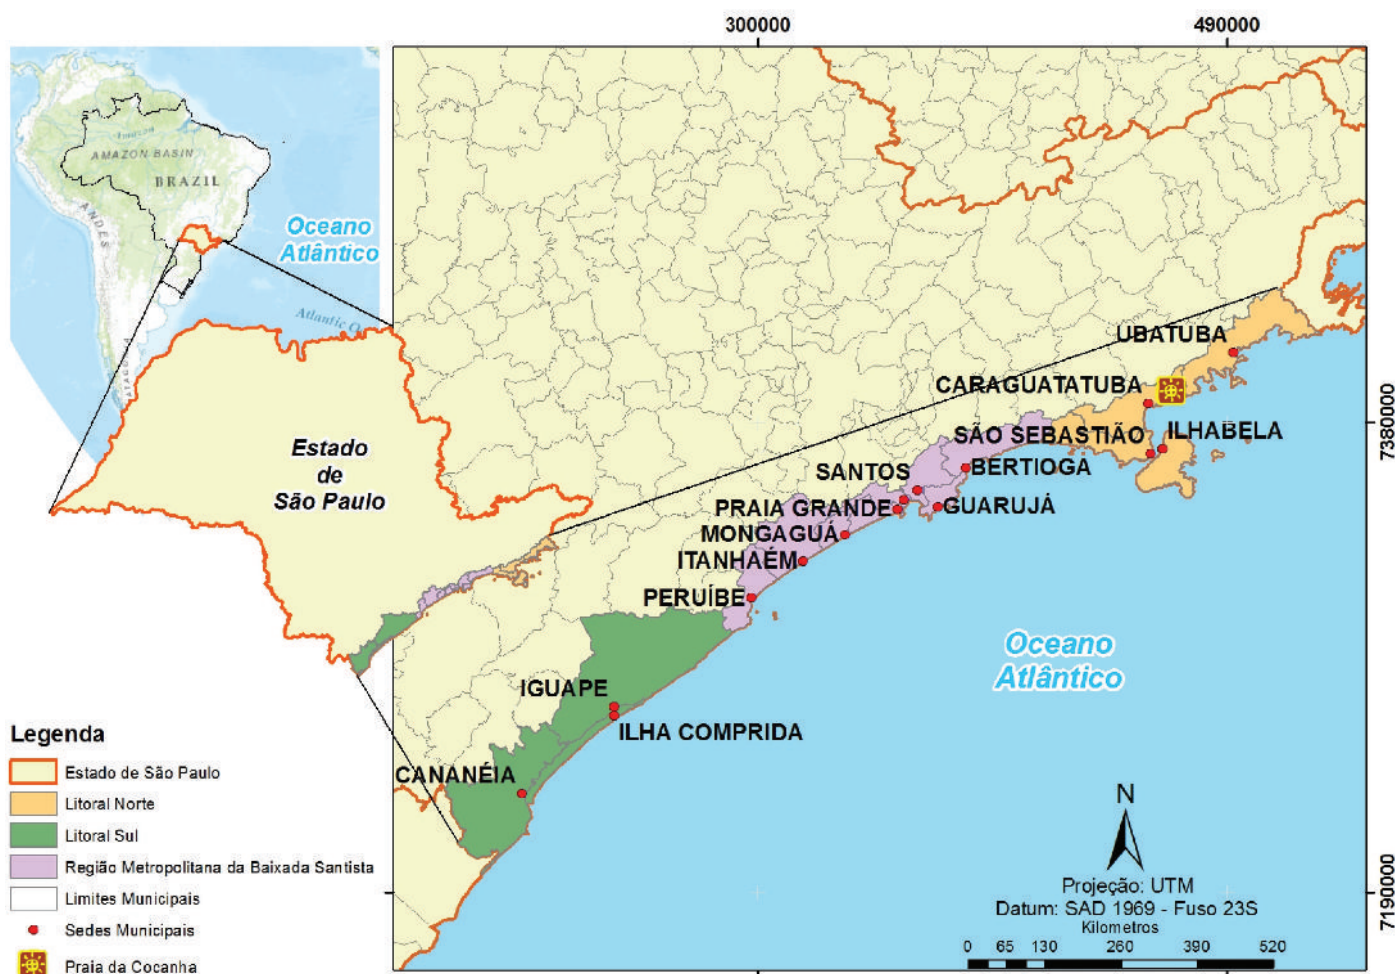 300000
490000
Amazon
AMAZON BASIN
BRAZIL
ANDES
Oceano
Atlântico
Atlantic O
Estado
de
São Paulo
UBATUBA
CARAGUATATUBA
ILHABELA
SÃO SEBASTIÃO
BERTIOGA
SANTOS
GUARUJÁ
PRAIA GRANDE
MONGAGUÁ
ITANHAÉM
PERUÍBE
IGUAPE
ILHA COMPRIDA
CANANÉIA
Oceano
Atlântico
7380000
7190000
Legenda
Estado de São Paulo
Litoral Norte
Litoral Sul
Região Metropolitana da Baixada Santista
Limites Municipais
Sedes Municipais
Praia da Cocanha
N
Projeção: UTM
Datum: SAD 1969 - Fuso 23S
Kilometros
0 65 130 260 390 520